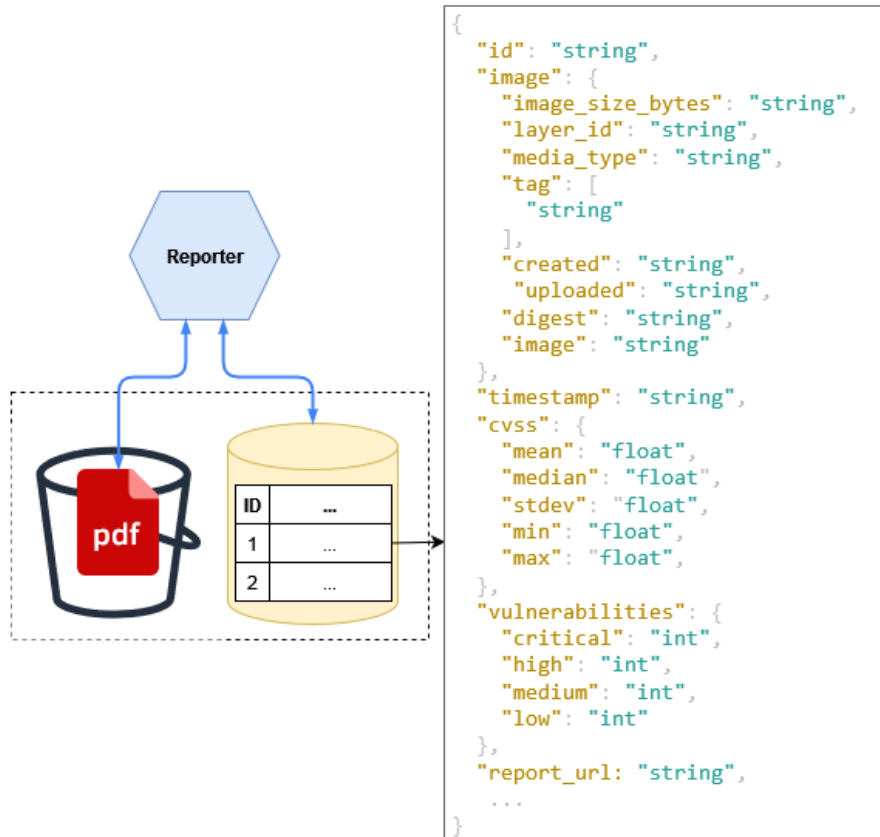 Reporter
pdf
ID ...
1 ...
2 ...
{
"id": "string",
"image": {
"image_size_bytes": "string",
"layer_id": "string",
"media_type": "string",
"tag": [
"string"
],
"created": "string",
"uploaded": "string",
"digest": "string",
"image": "string"
},
"timestamp": "string",
"cvss": {
"mean": "float",
"median": "float",
"stdev": "float",
"min": "float",
"max": "float",
},
"vulnerabilities": {
"critical": "int",
"high": "int",
"medium": "int",
"low": "int"
},
"report_url: "string",
...
}